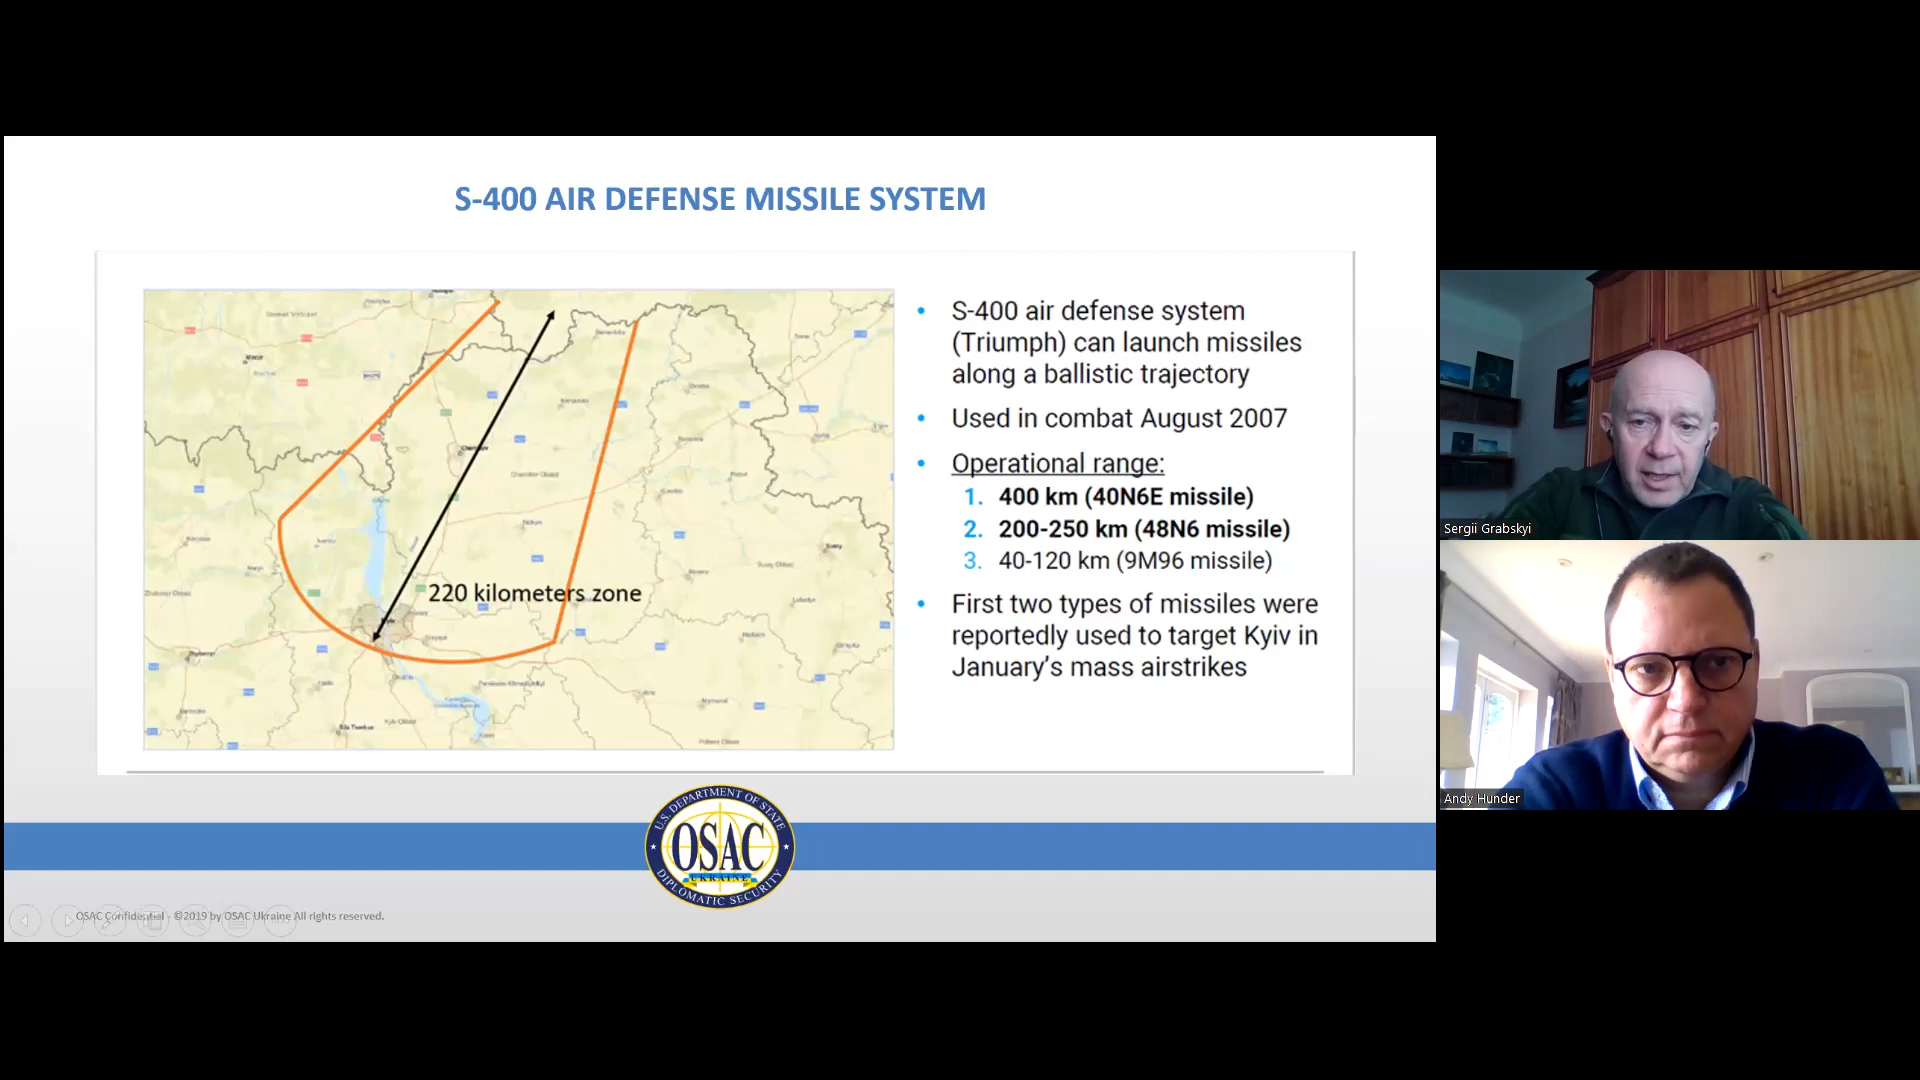 S-400 AIR DEFENSE MISSILE SYSTEM
220 kilometers zone
• S-400 air defense system
(Triumph) can launch missiles
along a ballistic trajectory
• Used in combat August 2007
• Operational range:
1. 400 km (40N6E missile)
2. 200-250 km (48N6 missile)
3. 40-120 km (9M96 missile)
• First two types of missiles were
reportedly used to target Kyiv in
January's mass airstrikes
U.S. DEPARTMENT OF STATE
OSAC
UKRAINE
DIPLOMATIC SECURITY
OSAC Confidential - ©2019 by OSAC Ukraine All rights reserved.
Sergii Grabskyi
Andy Hunder